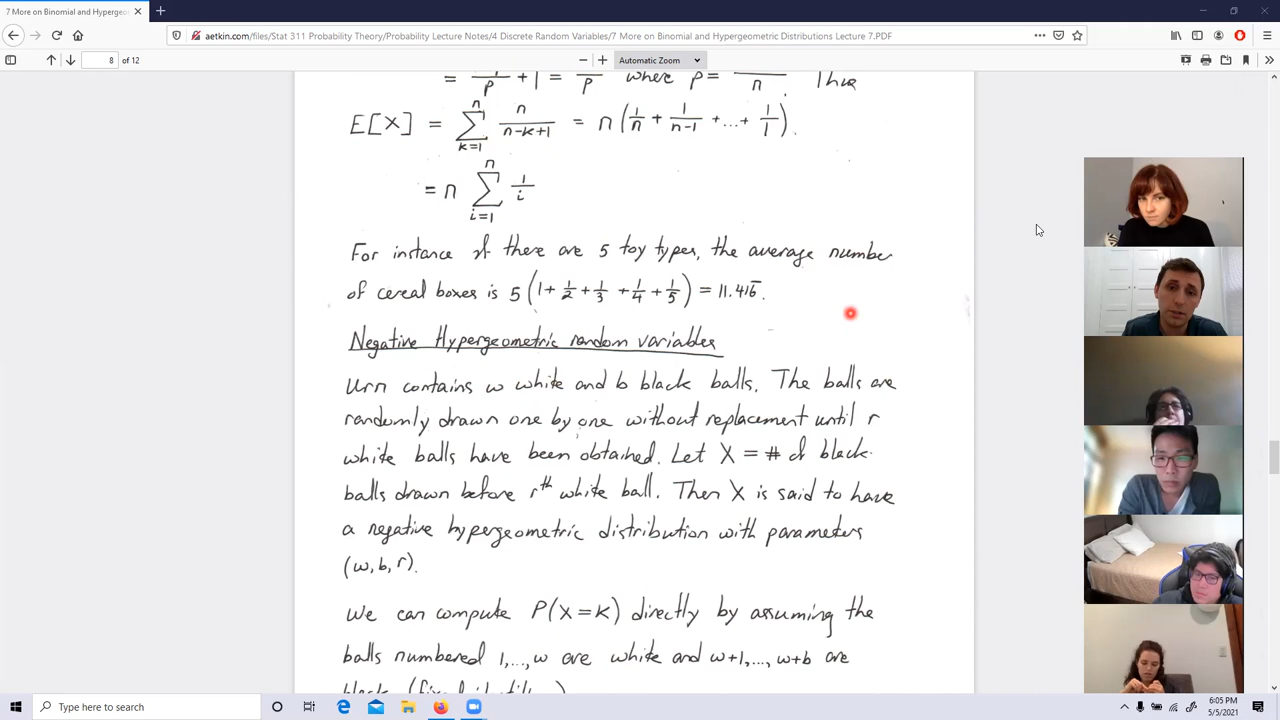 7 More on Binomial and Hypergeo
aetkin.com/files/Stat 311 Probability Theory/Probability Lecture Notes/4 Discrete Random Variables/7 More on Binomial and Hypergeometric Distributions Lecture 7.PDF
8 of 12
Automatic Zoom
= — + 1 = — where p = — . Thus
p p n
E[X] = ∑_{k=1}^{n} n/(n-k+1) = n(1/n + 1/(n-1) + ... + 1/1).
= n ∑_{i=1}^{n} 1/i
For instance if there are 5 toy types, the average number
of cereal boxes is 5(1 + 1/2 + 1/3 + 1/4 + 1/5) = 11.416̅.
Negative Hypergeometric random variables
Urn contains w white and b black balls. The balls are
randomly drawn one by one without replacement until r
white balls have been obtained. Let X = # of black
balls drawn before rth white ball. Then X is said to have
a negative hypergeometric distribution with parameters
(w, b, r).
We can compute P(X=k) directly by assuming the
balls numbered 1,...,w are white and w+1,...,w+b are
black
Type here to search
6:05 PM
5/5/2021